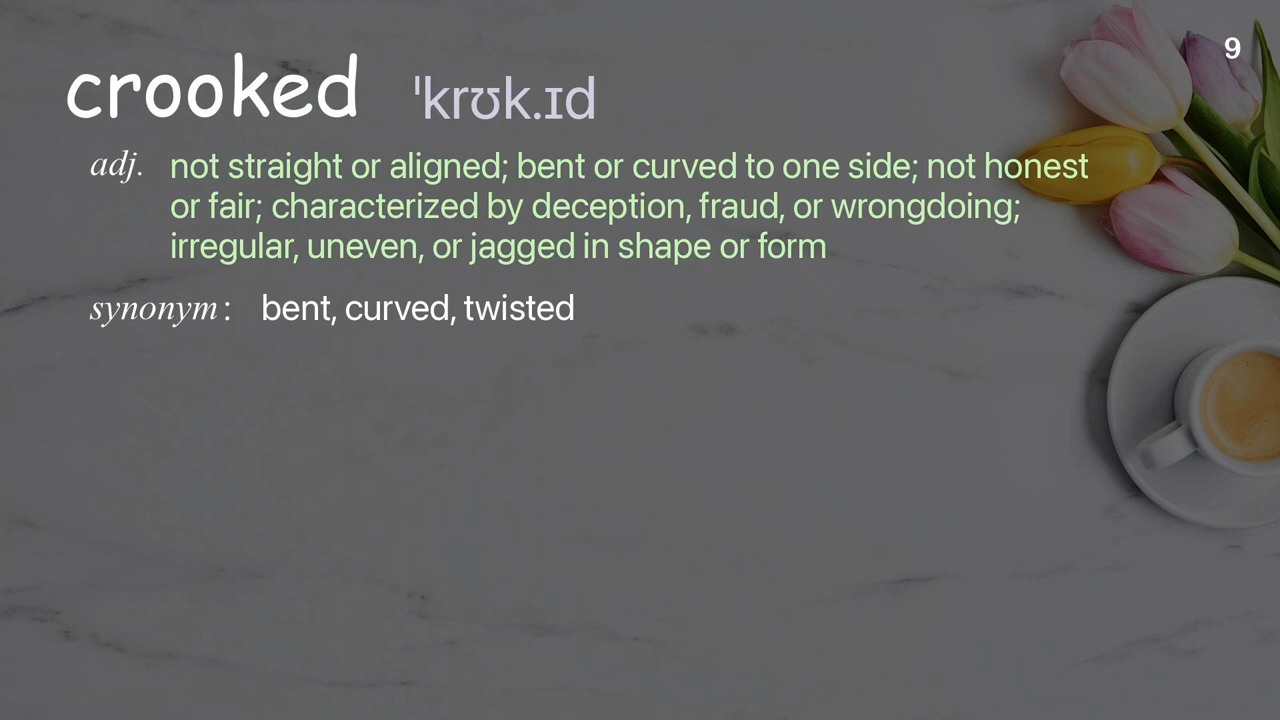 9
crooked ˈkrʊk.ɪd
adj. not straight or aligned; bent or curved to one side; not honest
or fair; characterized by deception, fraud, or wrongdoing;
irregular, uneven, or jagged in shape or form
synonym : bent, curved, twisted